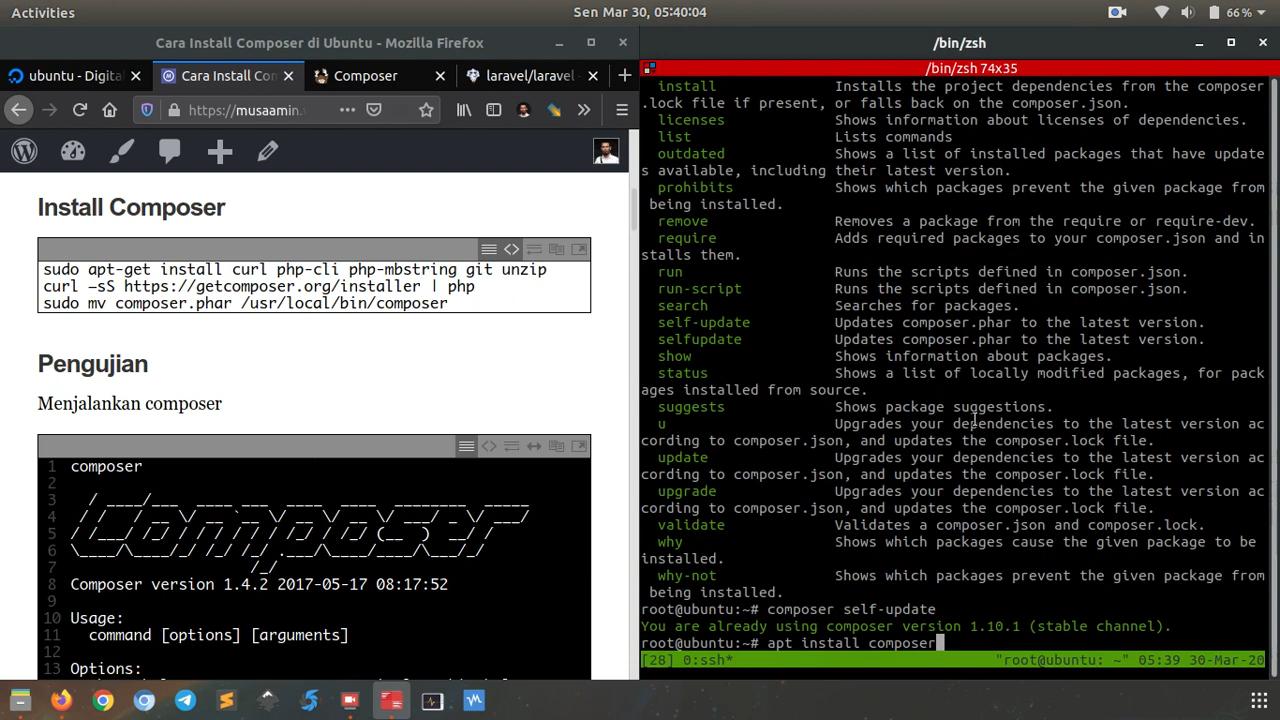 Activities
Sen Mar 30, 05:40:04
66 %
Cara Install Composer di Ubuntu - Mozilla Firefox
ubuntu - Digita
Cara Install Con
Composer
laravel/laravel -
https://musaamin.
Install Composer
sudo apt-get install curl php-cli php-mbstring git unzip
curl –sS https://getcomposer.org/installer | php
sudo mv composer.phar /usr/local/bin/composer
Pengujian
Menjalankan composer
1 composer
2
3
4
5
6
7
Composer
8 Composer version 1.4.2 2017-05-17 08:17:52
9
10 Usage:
11 command [options] [arguments]
12
13 Options:
/bin/zsh
/bin/zsh 74x35
install Installs the project dependencies from the composer
.lock file if present, or falls back on the composer.json.
licenses Shows information about licenses of dependencies.
list Lists commands
outdated Shows a list of installed packages that have update
s available, including their latest version.
prohibits Shows which packages prevent the given package from
being installed.
remove Removes a package from the require or require-dev.
require Adds required packages to your composer.json and in
stalls them.
run Runs the scripts defined in composer.json.
run-script Runs the scripts defined in composer.json.
search Searches for packages.
self-update Updates composer.phar to the latest version.
selfupdate Updates composer.phar to the latest version.
show Shows information about packages.
status Shows a list of locally modified packages, for pack
ages installed from source.
suggests Shows package suggestions.
u Upgrades your dependencies to the latest version ac
cording to composer.json, and updates the composer.lock file.
update Upgrades your dependencies to the latest version ac
cording to composer.json, and updates the composer.lock file.
upgrade Upgrades your dependencies to the latest version ac
cording to composer.json, and updates the composer.lock file.
validate Validates a composer.json and composer.lock.
why Shows which packages cause the given package to be
installed.
why-not Shows which packages prevent the given package from
being installed.
root@ubuntu:~# composer self-update
You are already using composer version 1.10.1 (stable channel).
root@ubuntu:~# apt install composer
[28] 0:ssh* "root@ubuntu: ~" 05:39 30-Mar-20